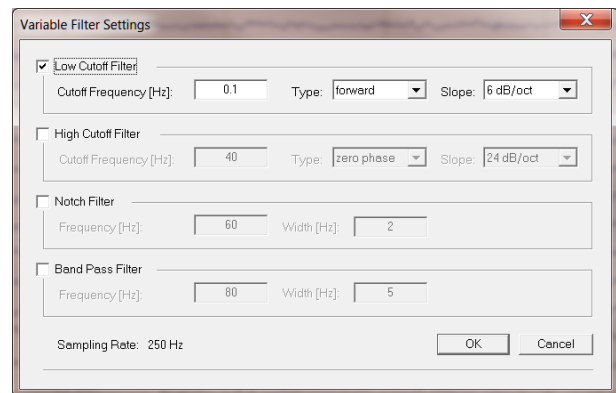 Variable Filter Settings
Low Cutoff Filter
Cutoff Frequency [Hz]: 0.1 Type: forward Slope: 6 dB/oct
High Cutoff Filter
Cutoff Frequency [Hz]: 40 Type: zero phase Slope: 24 dB/oct
Notch Filter
Frequency [Hz]: 60 Width [Hz]: 2
Band Pass Filter
Frequency [Hz]: 80 Width [Hz]: 5
Sampling Rate: 250 Hz OK Cancel